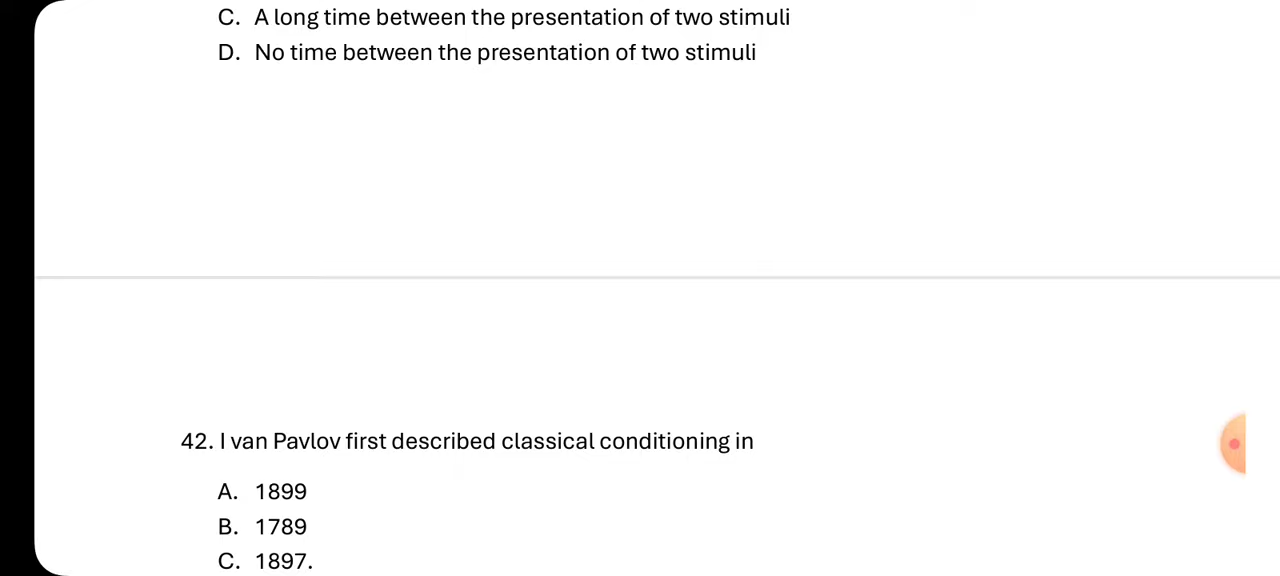 C. A long time between the presentation of two stimuli
D. No time between the presentation of two stimuli
42. I van Pavlov first described classical conditioning in
A. 1899
B. 1789
C. 1897.